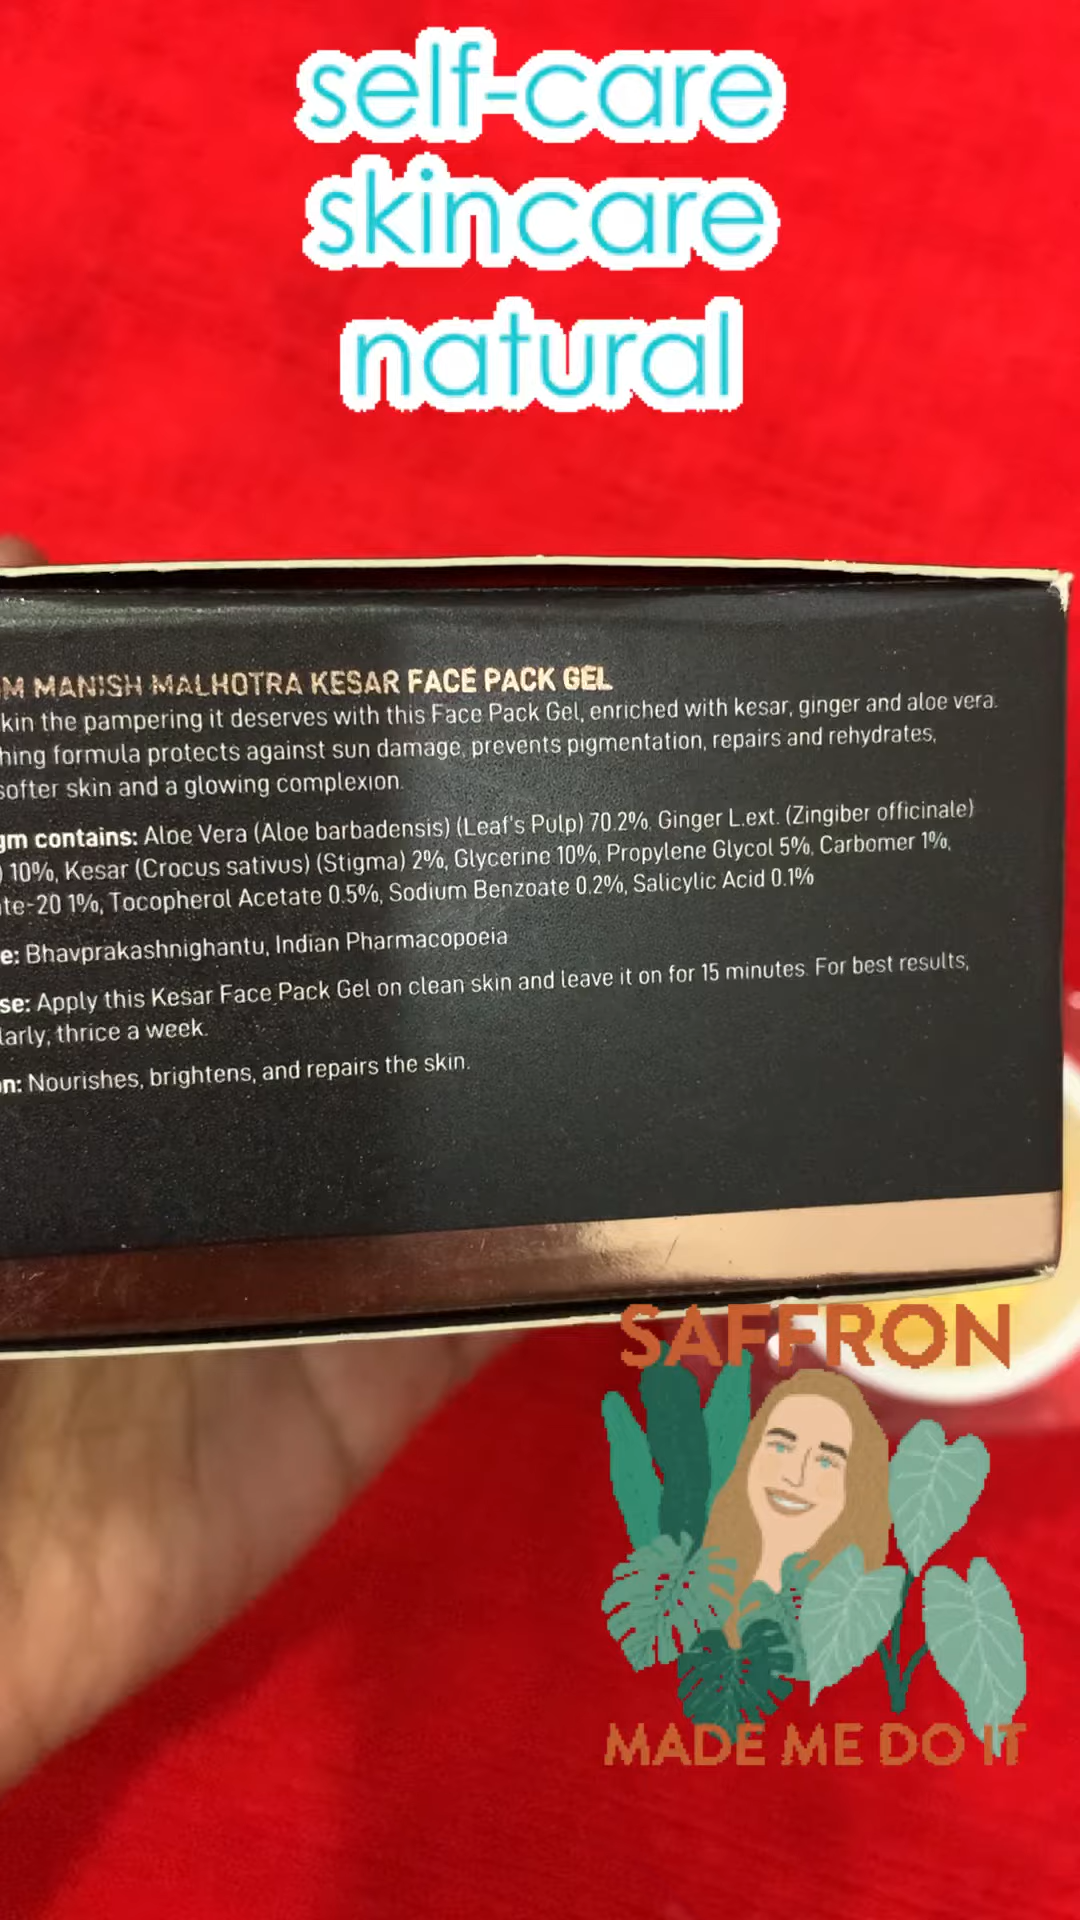 self-care
skincare
natural
M MANISH MALHOTRA KESAR FACE PACK GEL
kin the pampering it deserves with this Face Pack Gel, enriched with kesar, ginger and aloe vera.
hing formula protects against sun damage, prevents pigmentation, repairs and rehydrates,
softer skin and a glowing complexion.
gm contains: Aloe Vera (Aloe barbadensis) (Leaf's Pulp) 70.2%, Ginger L.ext. (Zingiber officinale)
) 10%, Kesar (Crocus sativus) (Stigma) 2%, Glycerine 10%, Propylene Glycol 5%, Carbomer 1%,
te-20 1%, Tocopherol Acetate 0.5%, Sodium Benzoate 0.2%, Salicylic Acid 0.1%
e: Bhavprakashnighantu, Indian Pharmacopoeia
se: Apply this Kesar Face Pack Gel on clean skin and leave it on for 15 minutes. For best results,
larly, thrice a week.
n: Nourishes, brightens, and repairs the skin.
SAFFRON
MADE ME DO IT